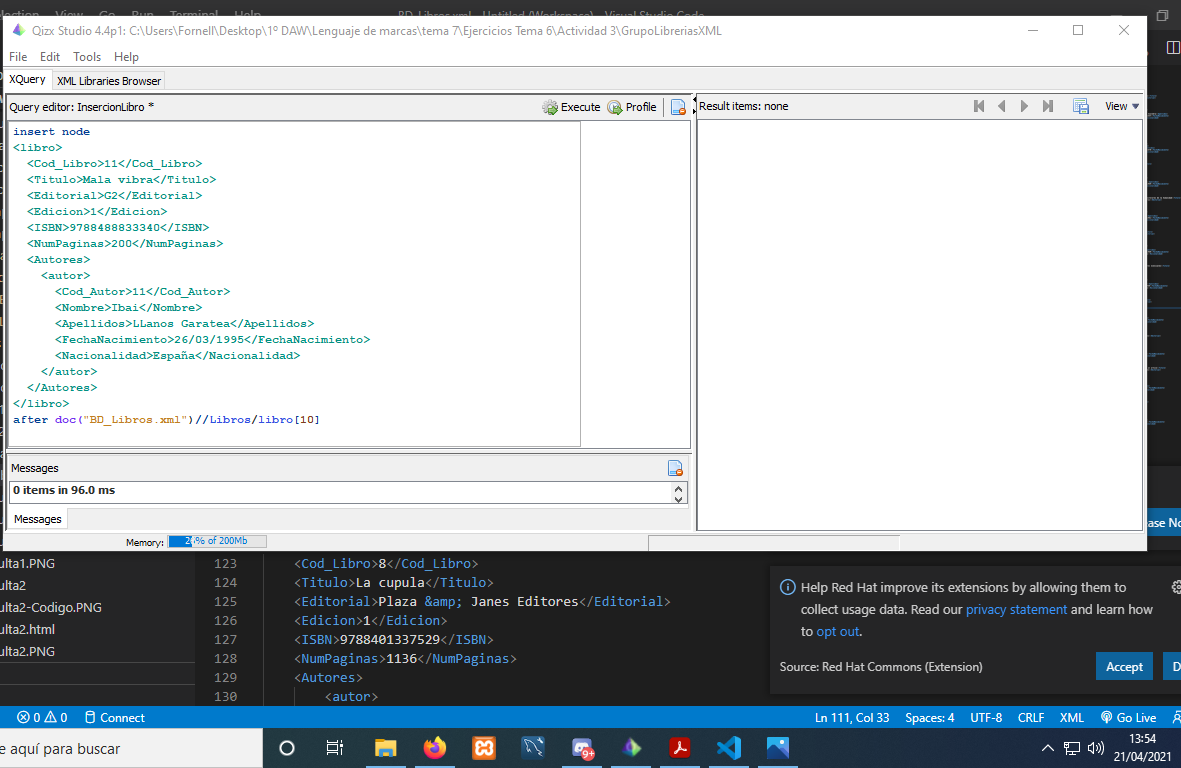 Selection View Go Run Terminal Help BD_Libros.xml - Untitled (Workspace) - Visual Studio Code
Qizx Studio 4.4p1: C:\Users\Fornell\Desktop\1º DAW\Lenguaje de marcas\tema 7\Ejercicios Tema 6\Actividad 3\GrupoLibreriasXML
File Edit Tools Help
XQuery XML Libraries Browser
Query editor: InsercionLibro * Execute Profile
Result items: none View
insert node
<libro>
<Cod_Libro>11</Cod_Libro>
<Titulo>Mala vibra</Titulo>
<Editorial>G2</Editorial>
<Edicion>1</Edicion>
<ISBN>9788488833340</ISBN>
<NumPaginas>200</NumPaginas>
<Autores>
<autor>
<Cod_Autor>11</Cod_Autor>
<Nombre>Ibai</Nombre>
<Apellidos>LLanos Garatea</Apellidos>
<FechaNacimiento>26/03/1995</FechaNacimiento>
<Nacionalidad>España</Nacionalidad>
</autor>
</Autores>
</libro>
after doc("BD_Libros.xml")//Libros/libro[10]
Messages
0 items in 96.0 ms
Messages
Memory: of 200Mb
ase No
ulta1.PNG
ulta2
ulta2-Codigo.PNG
ulta2.html
ulta2.PNG
123 <Cod_Libro>8</Cod_Libro>
124 <Titulo>La cupula</Titulo>
125 <Editorial>Plaza &amp; Janes Editores</Editorial>
126 <Edicion>1</Edicion>
127 <ISBN>9788401337529</ISBN>
128 <NumPaginas>1136</NumPaginas>
129 <Autores>
130 <autor>
Help Red Hat improve its extensions by allowing them to
collect usage data. Read our privacy statement and learn how
to opt out.
Source: Red Hat Commons (Extension) Accept D
0 0 Connect Ln 111, Col 33 Spaces: 4 UTF-8 CRLF XML Go Live
e aquí para buscar
9+
13:54
21/04/2021